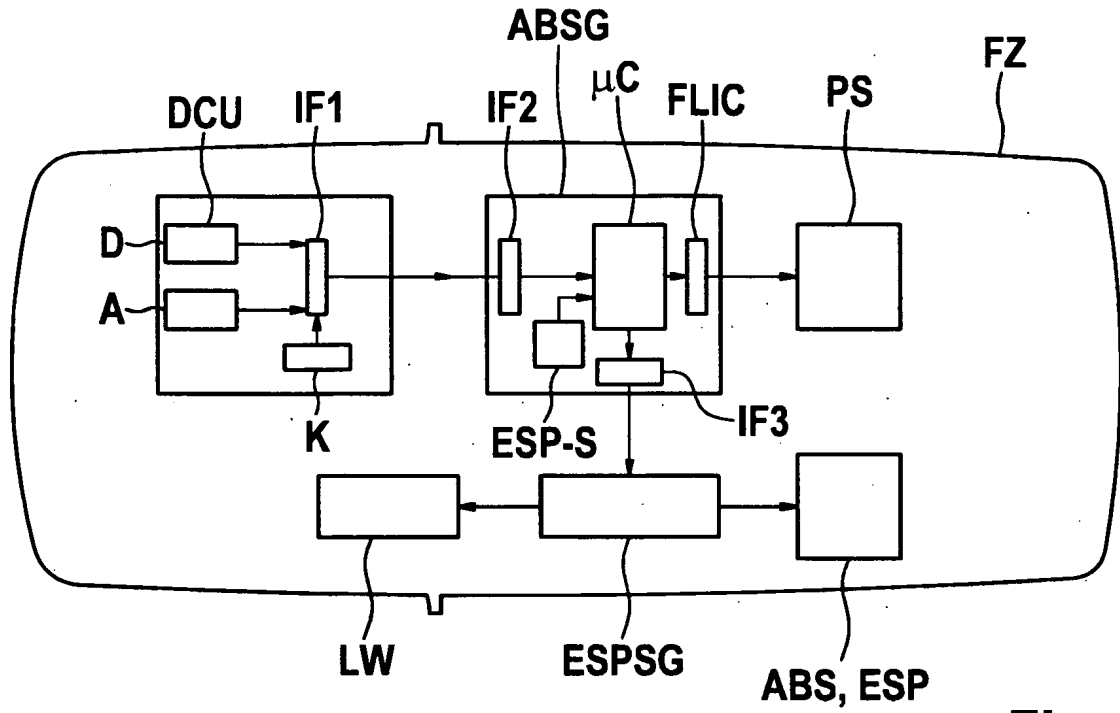 ABSG
FZ
µC
PS
IF2
FLIC
DCU
IF1
D
A
K
ESP-S
IF3
LW
ESPSG
ABS, ESP